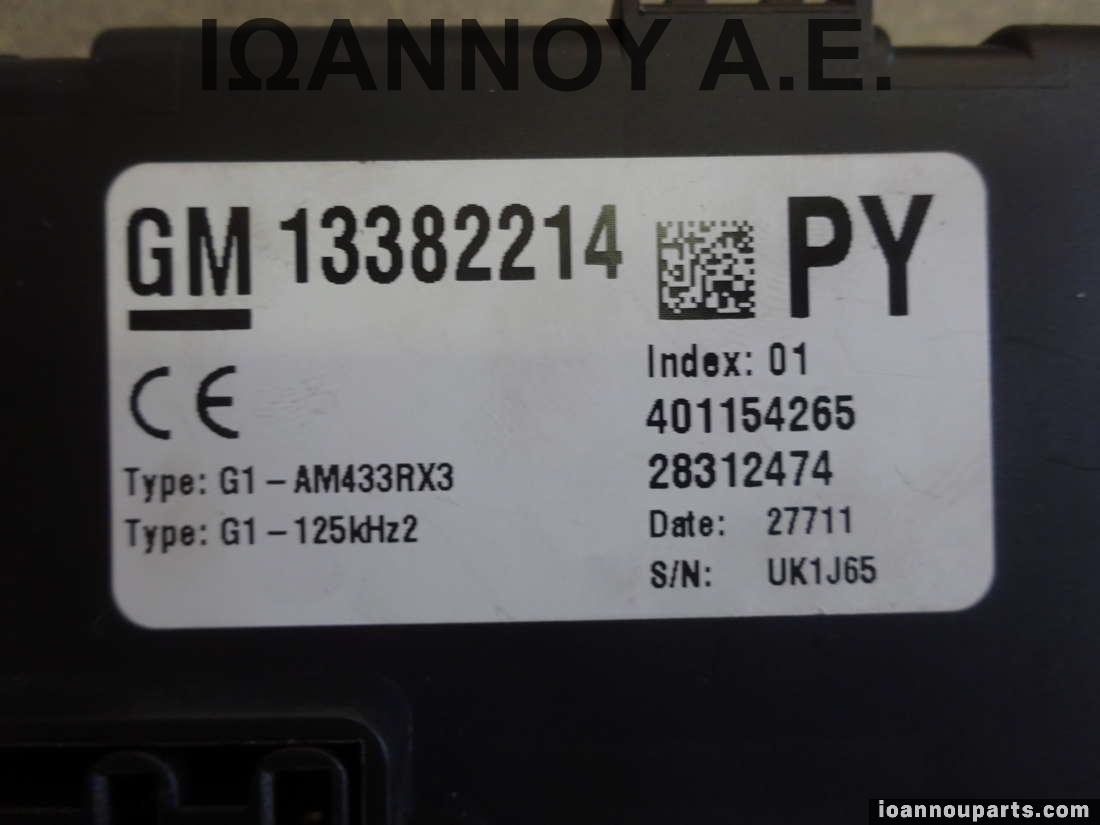 ΙΩΑΝΝΟΥ Α.Ε.
GM 13382214 PY
CE
Index: 01
401154265
Type: G1-AM433RX3
28312474
Type: G1-125kHz2
Date: 27711
S/N: UK1J65
ioannouparts.com